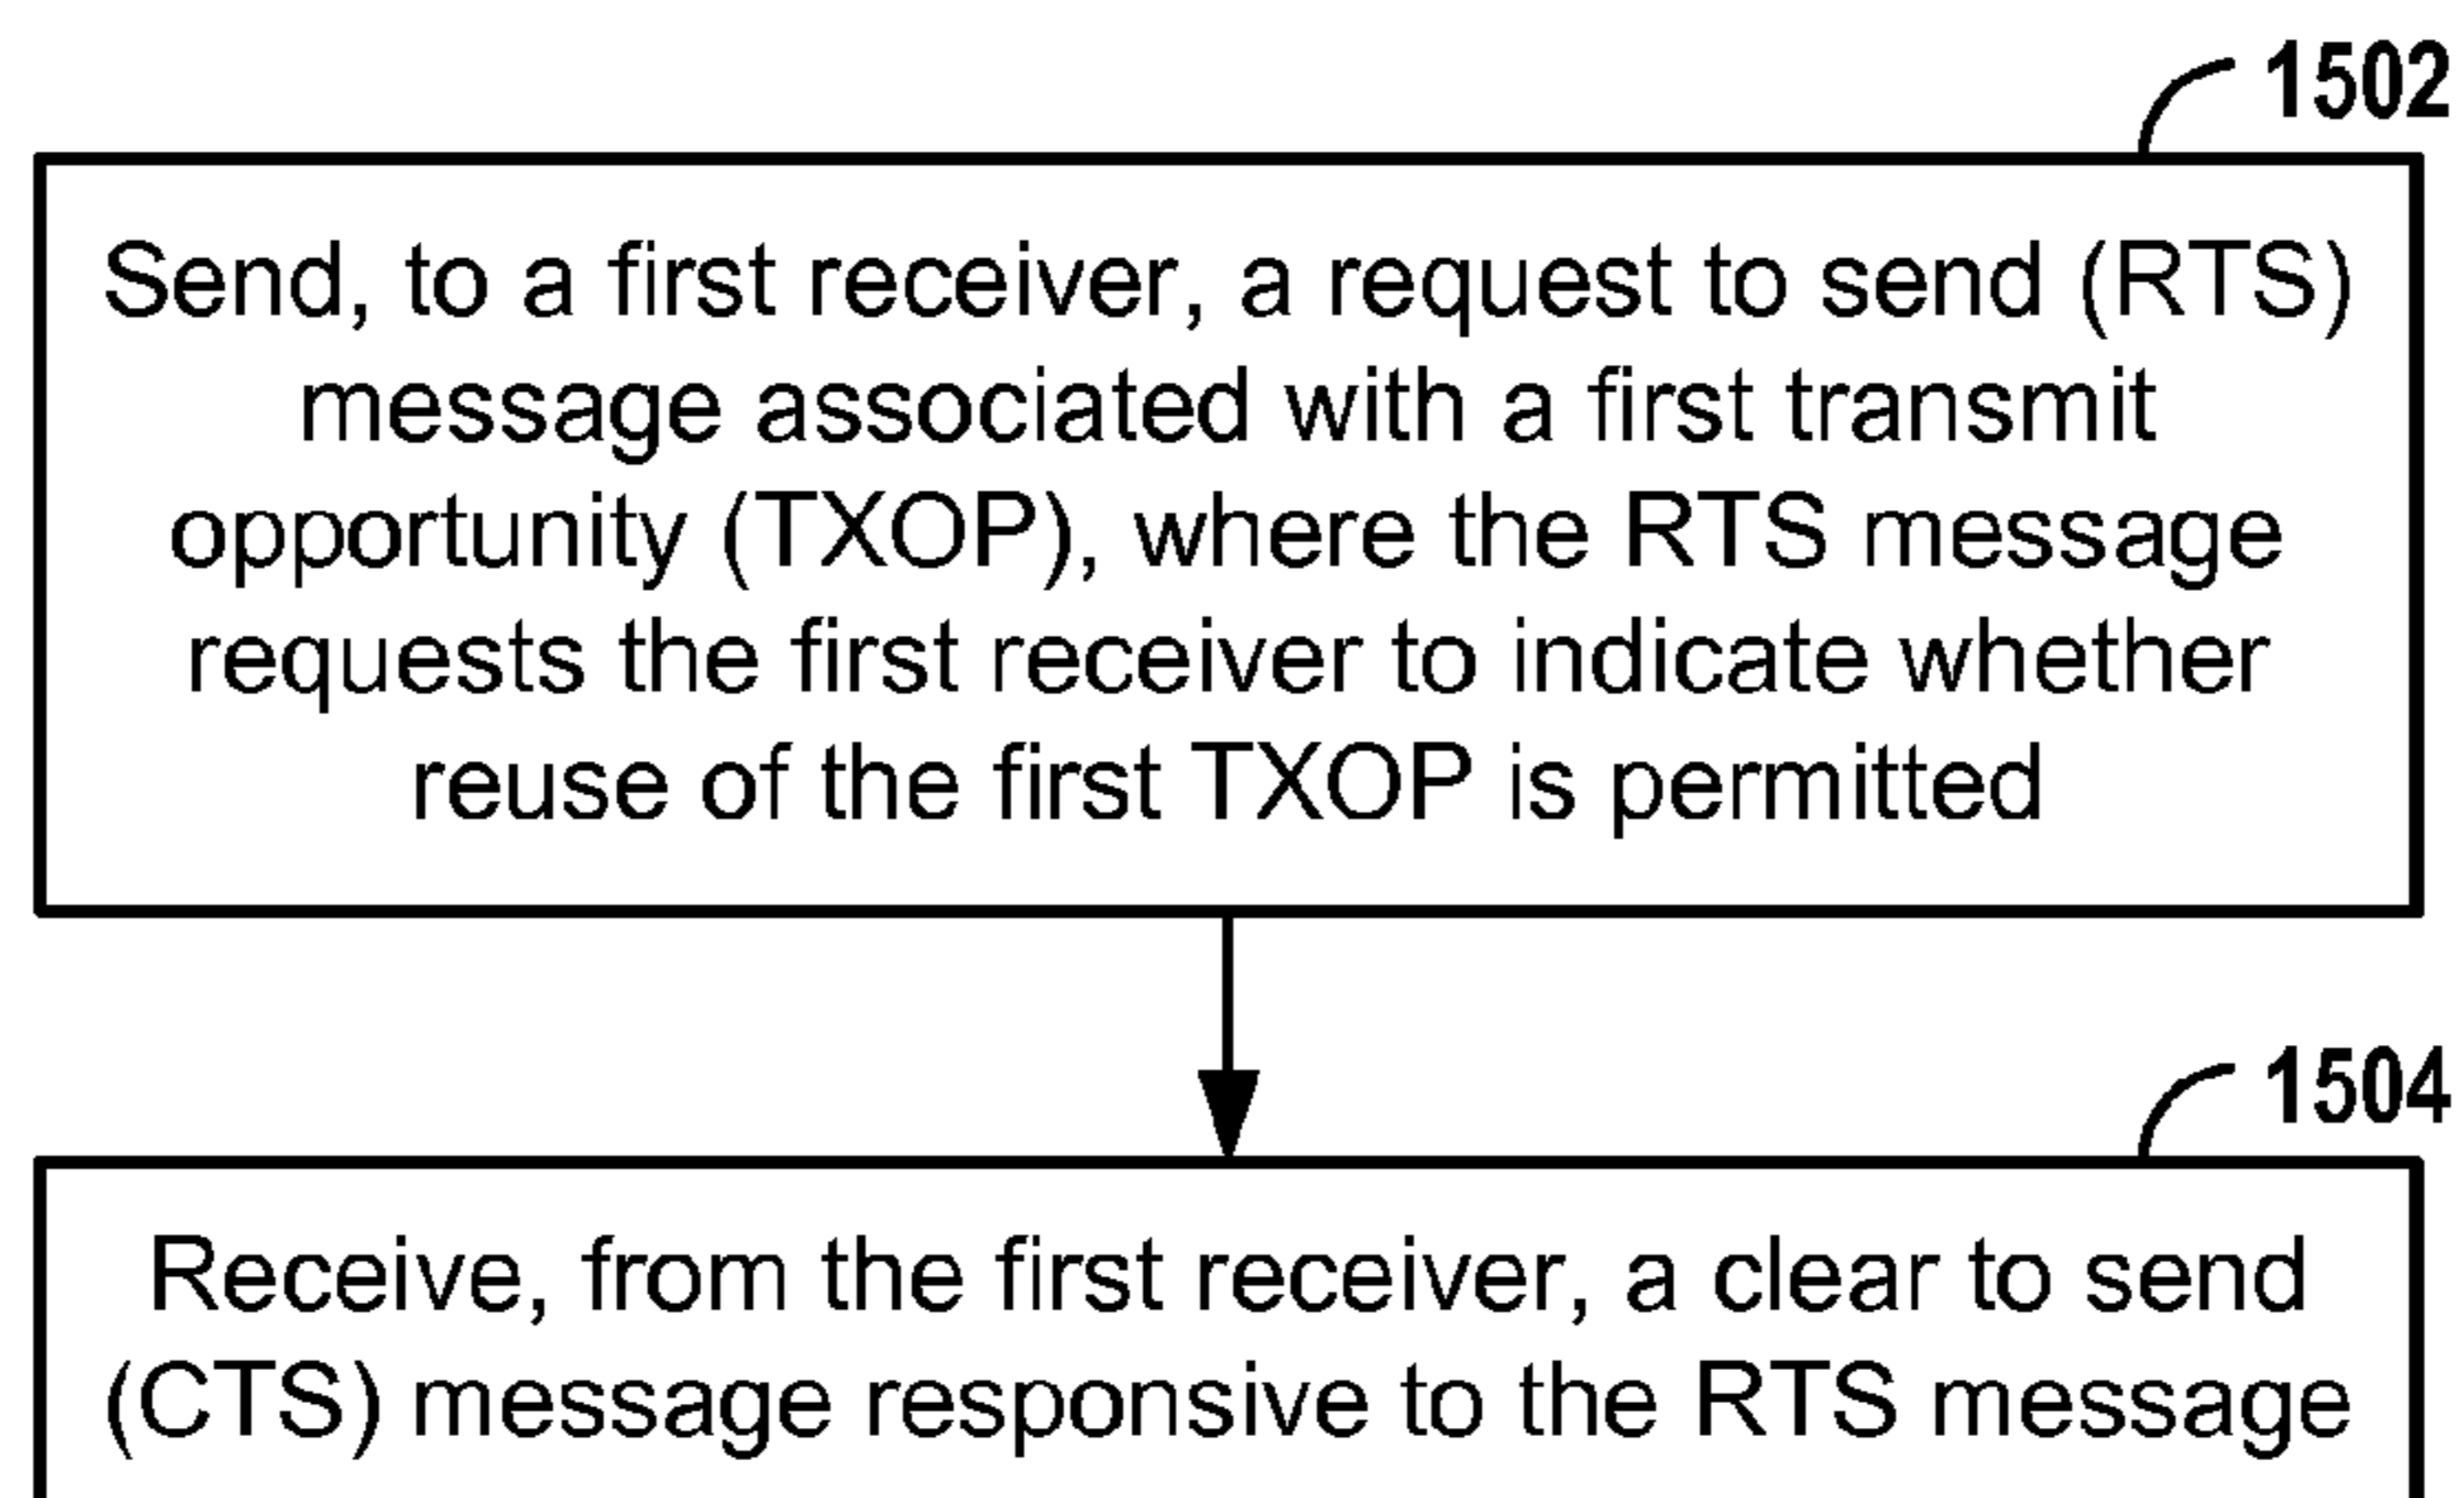 1502
Send, to a first receiver, a request to send (RTS)
message associated with a first transmit
opportunity (TXOP), where the RTS message
requests the first receiver to indicate whether
reuse of the first TXOP is permitted
1504
Receive, from the first receiver, a clear to send
(CTS) message responsive to the RTS message